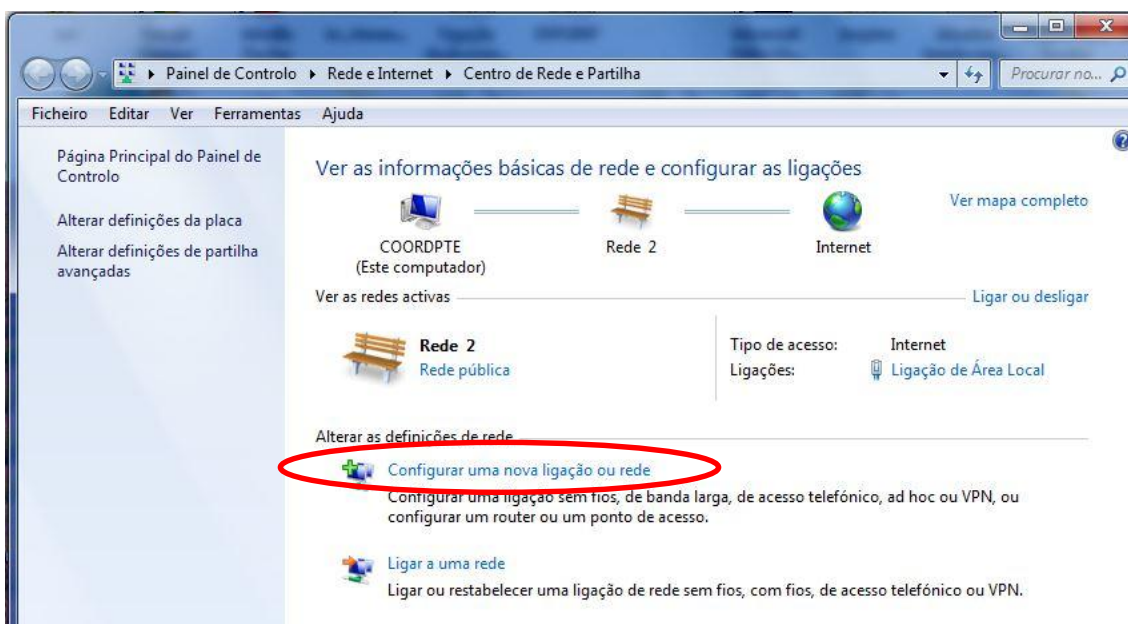 Painel de Controlo ▸ Rede e Internet ▸ Centro de Rede e Partilha
Procurar no...
Ficheiro Editar Ver Ferramentas Ajuda
Página Principal do Painel de
Controlo
Alterar definições da placa
Alterar definições de partilha
avançadas
Ver as informações básicas de rede e configurar as ligações
Ver mapa completo
COORDPTE
(Este computador)
Rede 2
Internet
Ver as redes activas
Ligar ou desligar
Rede 2
Rede pública
Tipo de acesso: Internet
Ligações: Ligação de Área Local
Alterar as definições de rede
Configurar uma nova ligação ou rede
Configurar uma ligação sem fios, de banda larga, de acesso telefónico, ad hoc ou VPN, ou
configurar um router ou um ponto de acesso.
Ligar a uma rede
Ligar ou restabelecer uma ligação de rede sem fios, com fios, de acesso telefónico ou VPN.